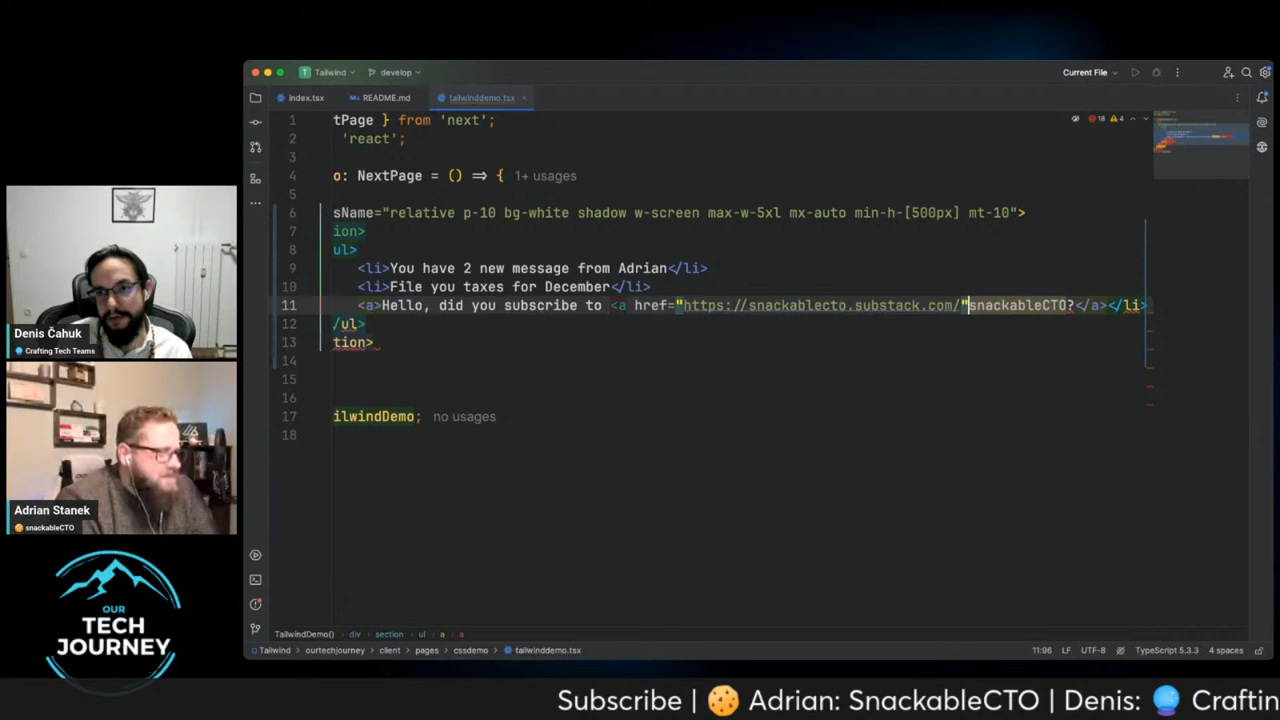 Tailwind
develop
Current File
index.tsx
README.md
tailwinddemo.tsx
18
4
1 tPage } from 'next';
2 'react';
3
4 o: NextPage = () => { 1+ usages
5
6 sName="relative p-10 bg-white shadow w-screen max-w-5xl mx-auto min-h-[500px] mt-10">
7 ion>
8 ul>
9 <li>You have 2 new message from Adrian</li>
10 <li>File you taxes for December</li>
11 <a>Hello, did you subscribe to <a href="https://snackablecto.substack.com/"snackableCTO?</a></li>
12 /ul>
13 tion>
14
15
16
17 ilwindDemo; no usages
18
Denis Čahuk
Crafting Tech Teams
Adrian Stanek
snackableCTO
OUR
TECH
JOURNEY
TailwindDemo() div section ul a a
Tailwind > ourtechjourney > client > pages > cssdemo > tailwinddemo.tsx
11:96 LF UTF-8 TypeScript 5.3.3 4 spaces
Subscribe | 🍪 Adrian: SnackableCTO | Denis: 🔮 Craftin